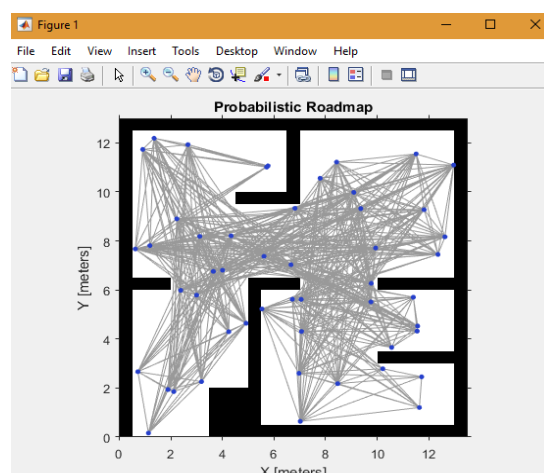 Figure 1
File Edit View Insert Tools Desktop Window Help
Probabilistic Roadmap
12
10
8
6
4
2
0
Y [meters]
0 2 4 6 8 10 12
X [meters]